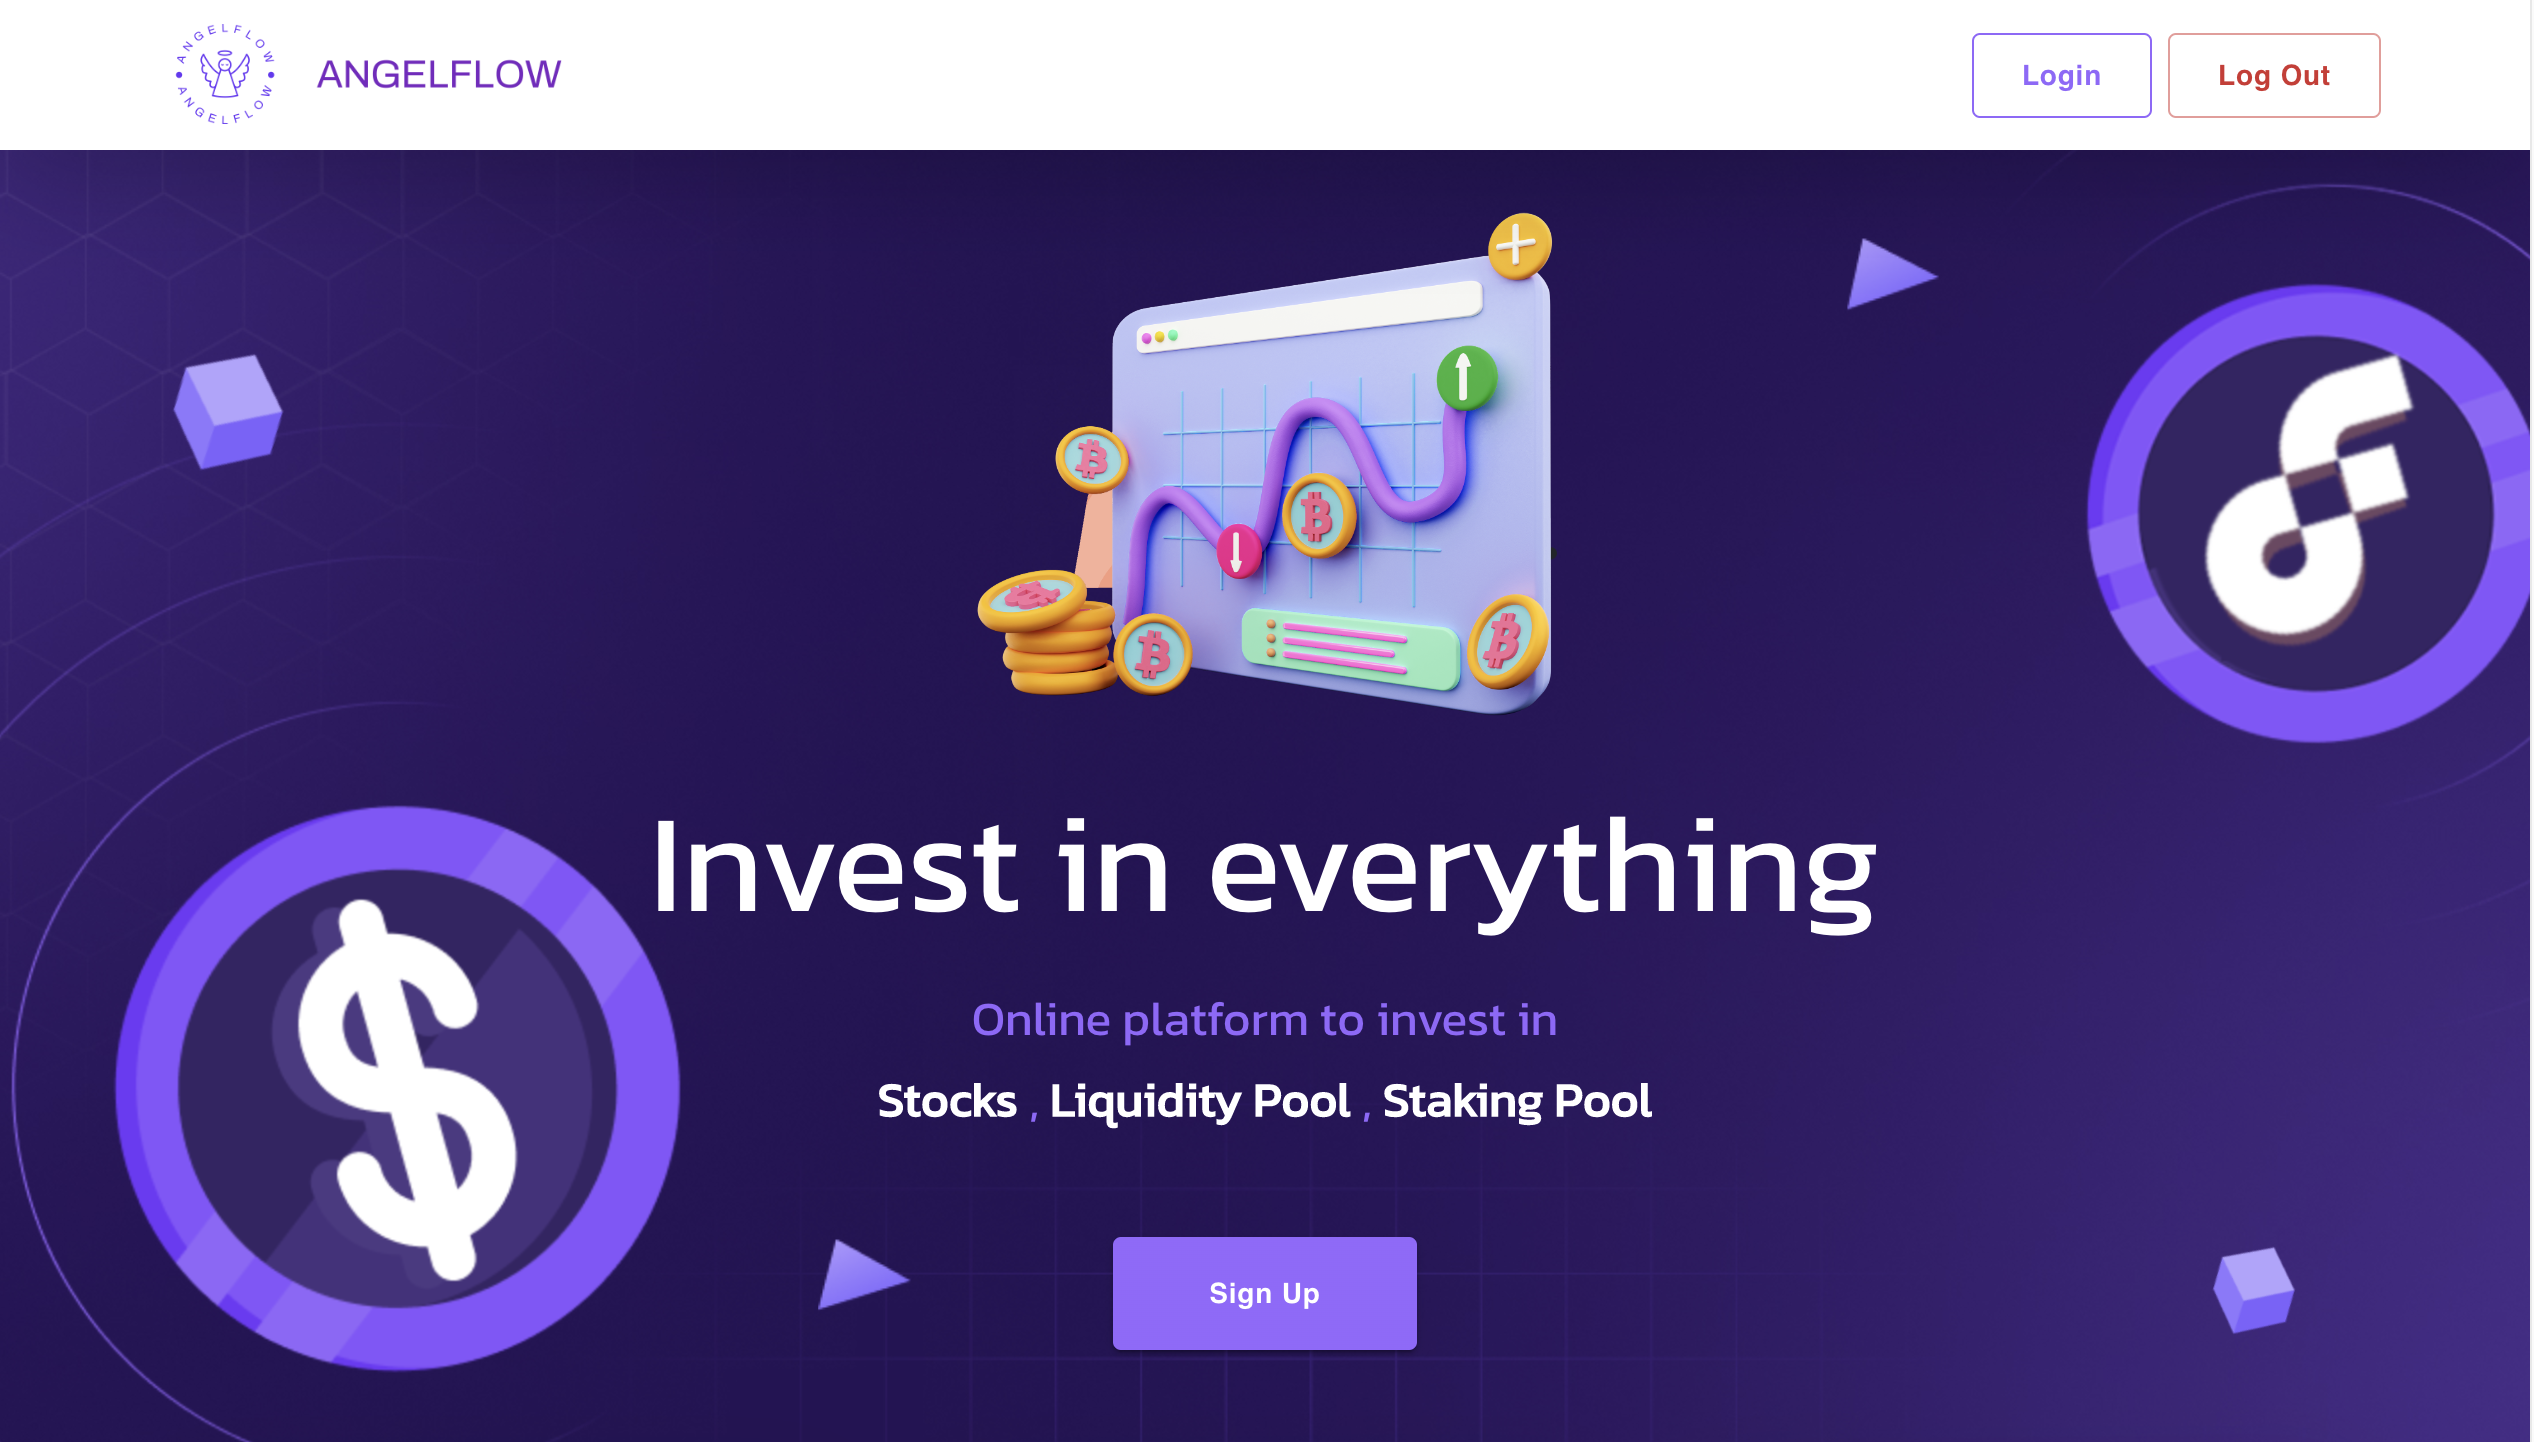 ANGELFLOW
ANGELFLOW
ANGELFLOW
Login
Log Out
Invest in everything
Online platform to invest in
Stocks , Liquidity Pool , Staking Pool
Sign Up